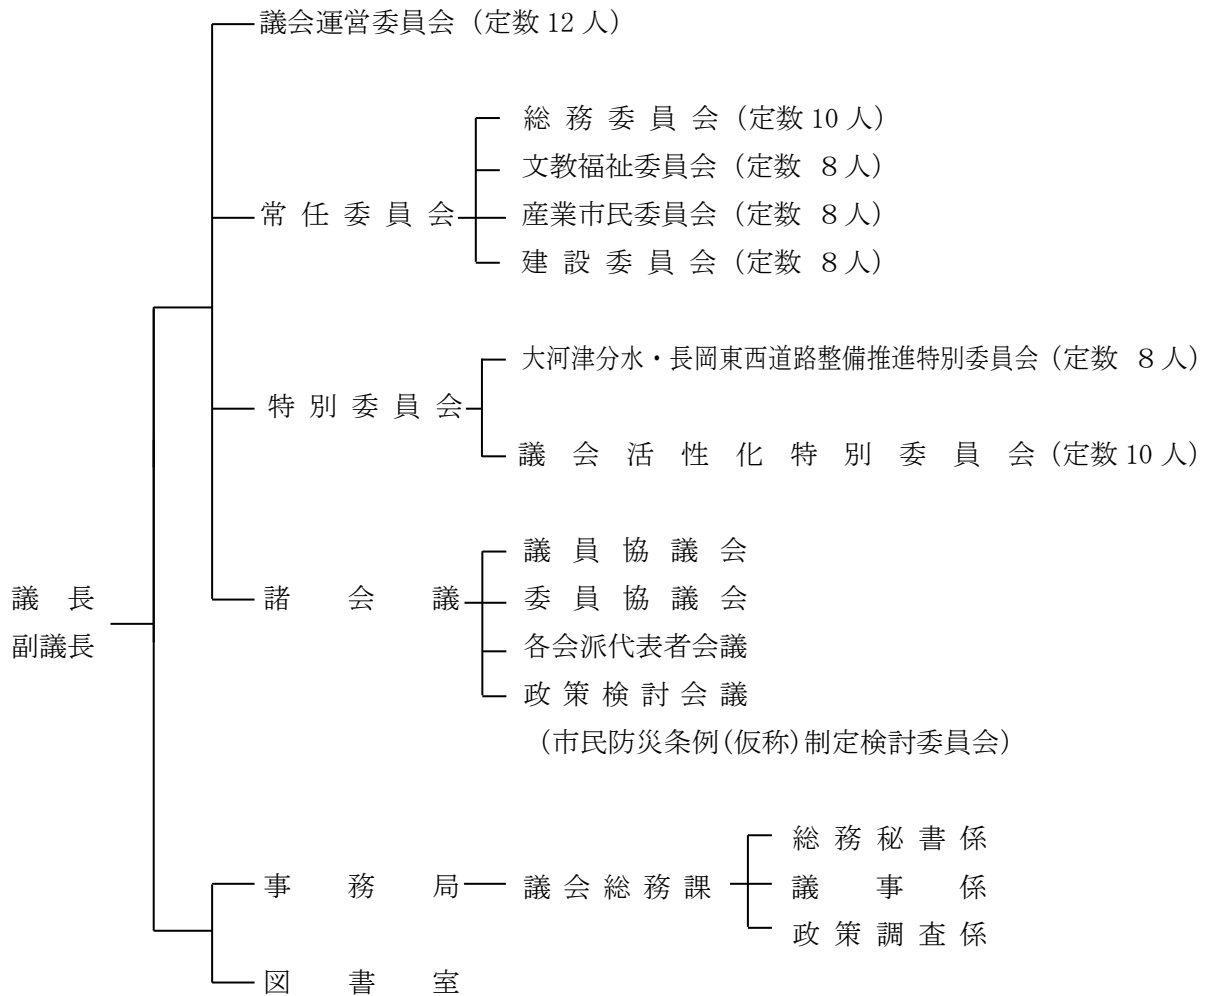 議会運営委員会（定数12人）
総務委員会（定数10人）
文教福祉委員会（定数 ８人）
常任委員会
産業市民委員会（定数 ８人）
建設委員会（定数 ８人）
大河津分水・長岡東西道路整備推進特別委員会（定数 ８人）
特別委員会
議会活性化特別委員会（定数10人）
議員協議会
議長
諸会議
委員協議会
副議長
各会派代表者会議
政策検討会議
（市民防災条例(仮称)制定検討委員会）
総務秘書係
事務局
議会総務課
議事係
政策調査係
図書室